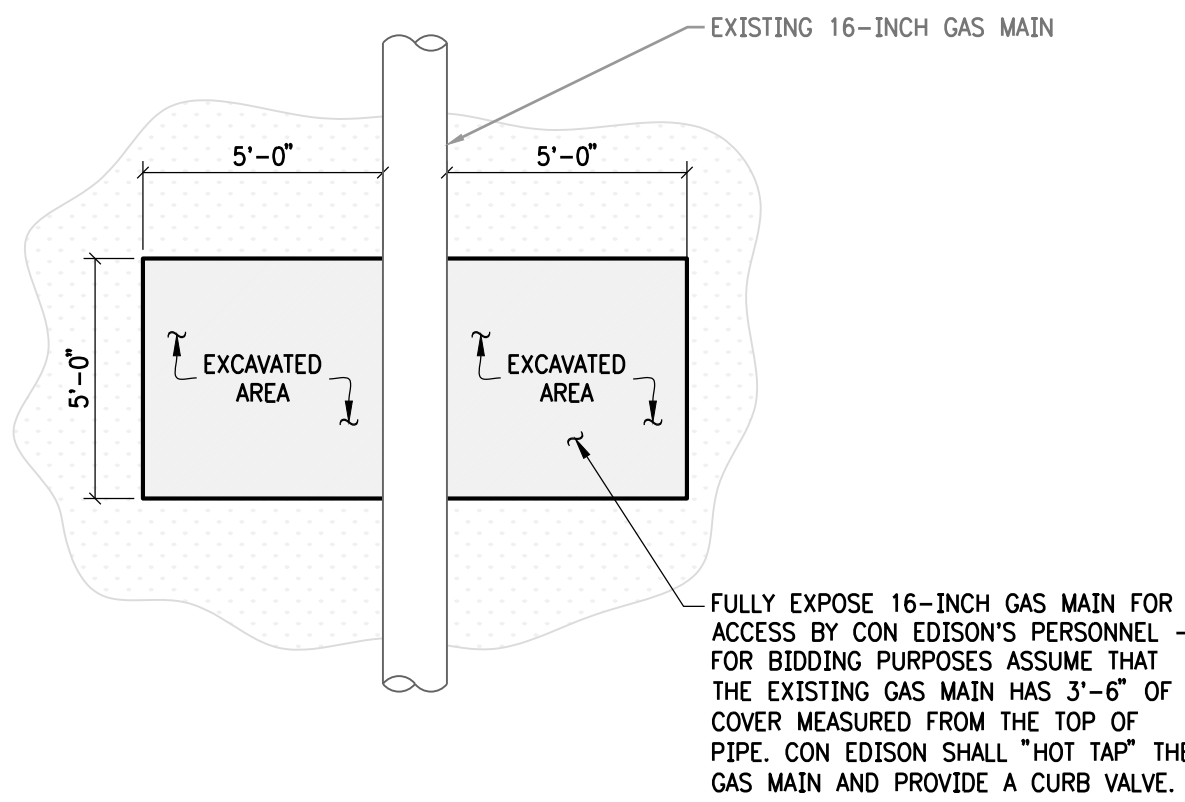 EXISTING 16-INCH GAS MAIN
5'-0"
5'-0"
5'-0"
EXCAVATED
AREA
EXCAVATED
AREA
FULLY EXPOSE 16-INCH GAS MAIN FOR
ACCESS BY CON EDISON'S PERSONNEL -
FOR BIDDING PURPOSES ASSUME THAT
THE EXISTING GAS MAIN HAS 3'-6" OF
COVER MEASURED FROM THE TOP OF
PIPE. CON EDISON SHALL "HOT TAP" THE
GAS MAIN AND PROVIDE A CURB VALVE.